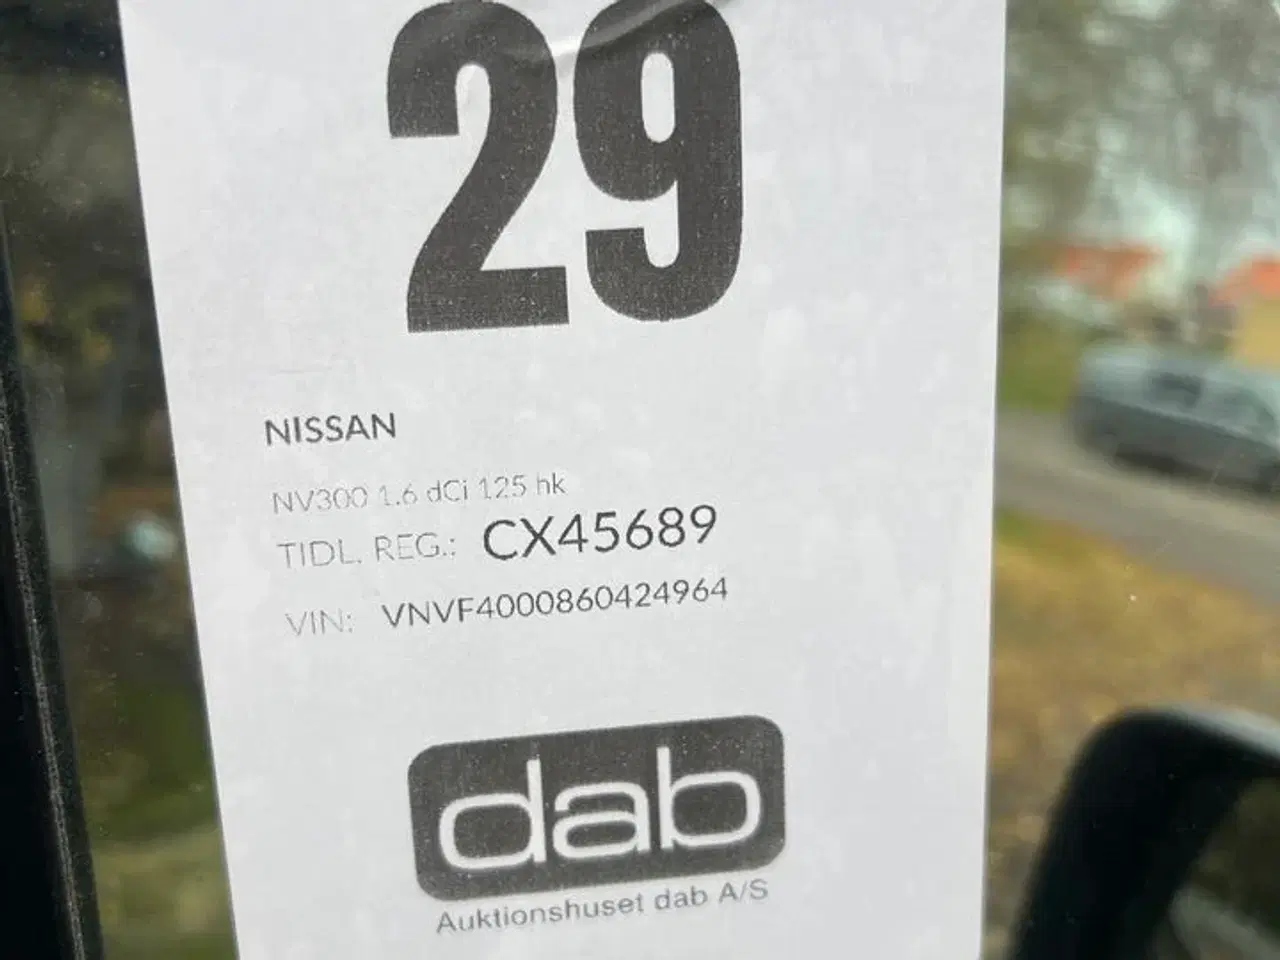 29
NISSAN
NV300 1.6 dCi 125 hk
TIDL. REG.: CX45689
VIN: VNVF4000860424964
dab
Auktionshuset dab A/S